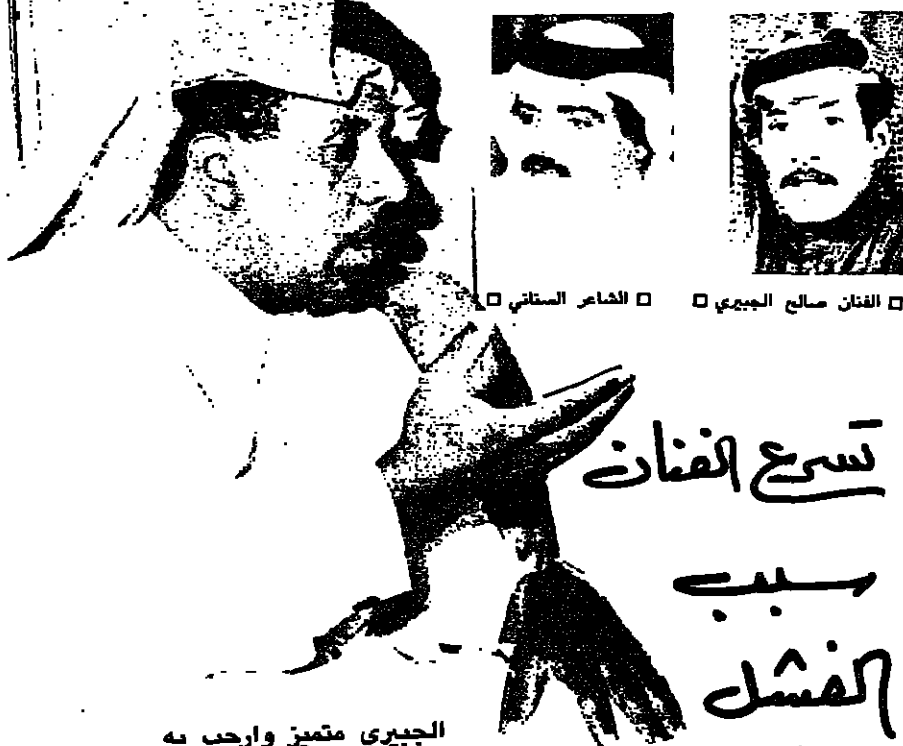 □ الفنان صالح الجبيري □
□ الشاعر الستاني □
تسرع الفنان
سبب
الفشل
الجبيري متميز وارحب به